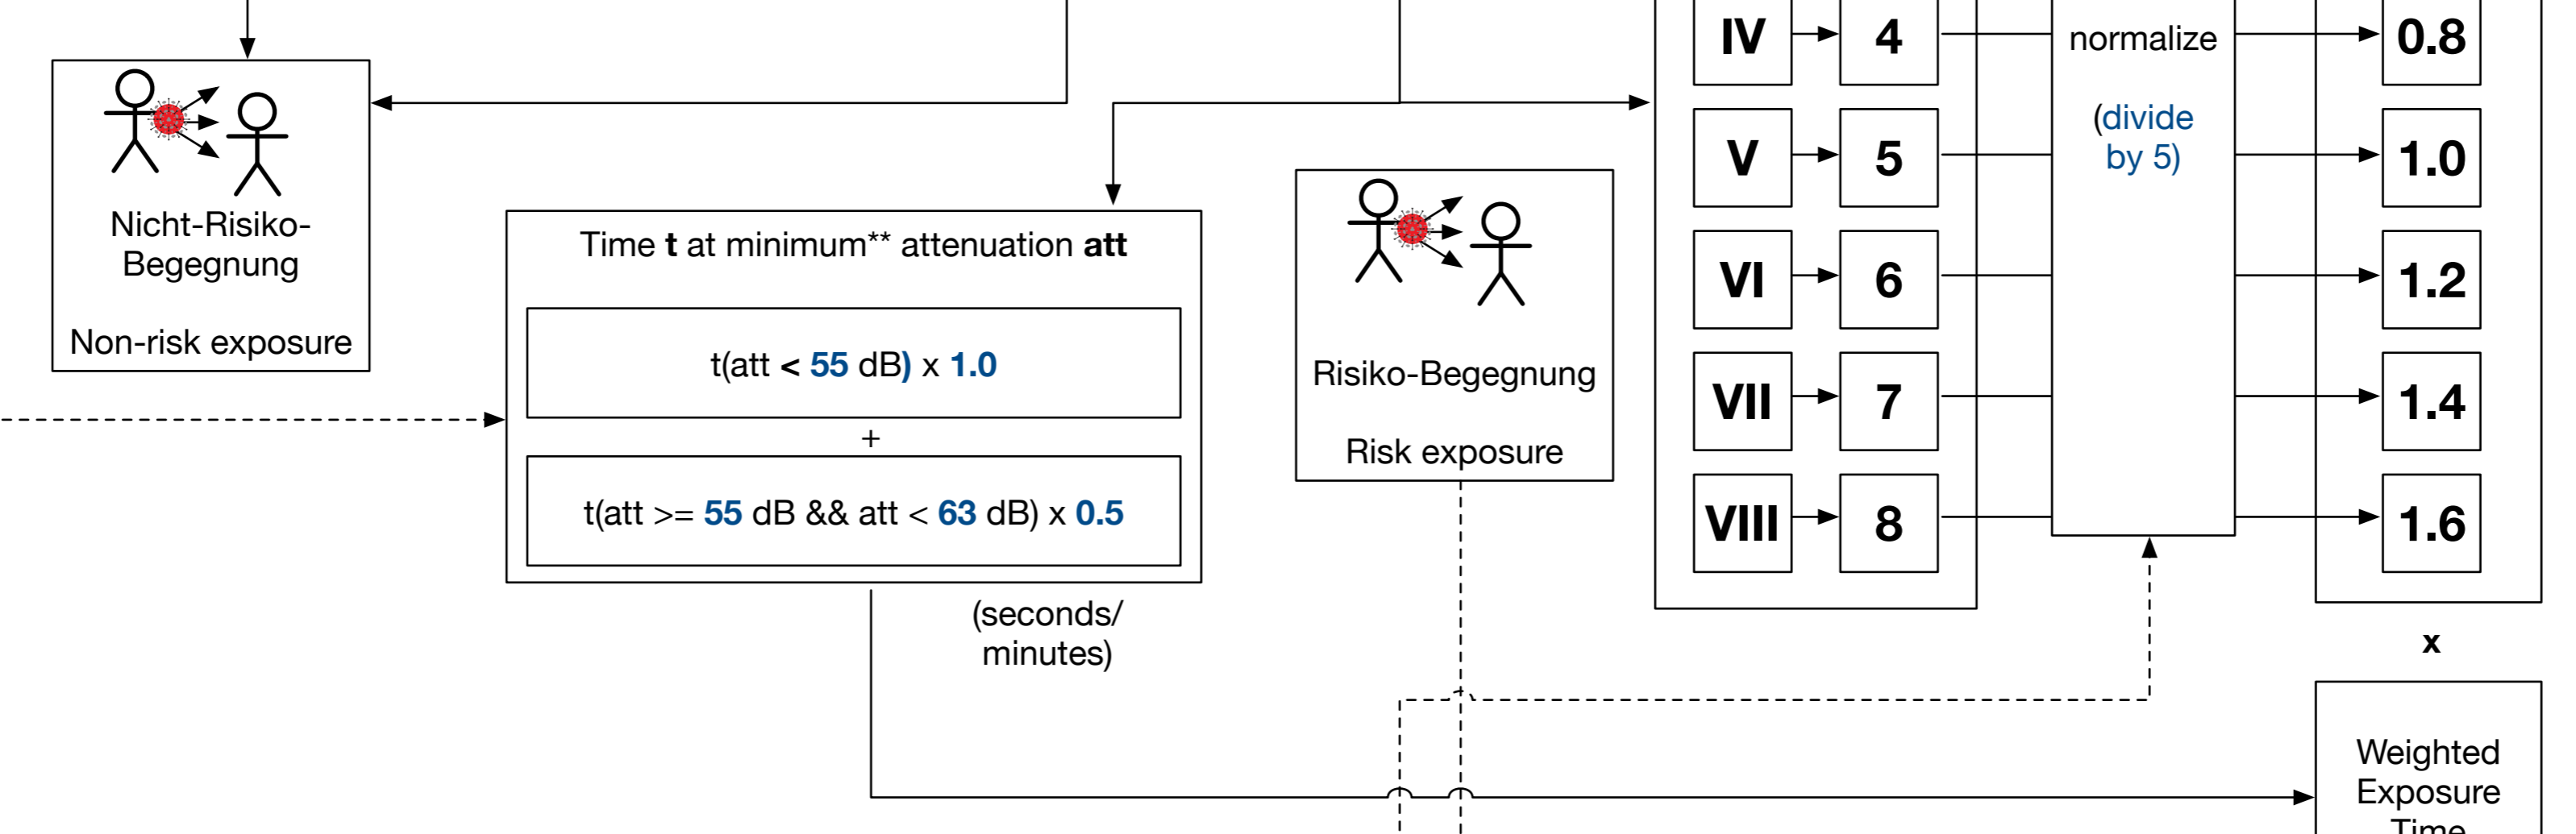 Nicht-Risiko-
Begegnung
Non-risk exposure
Time t at minimum** attenuation att
t(att < 55 dB) x 1.0
+
t(att >= 55 dB && att < 63 dB) x 0.5
(seconds/
minutes)
Risiko-Begegnung
Risk exposure
IV 4
V 5
VI 6
VII 7
VIII 8
normalize
(divide
by 5)
0.8
1.0
1.2
1.4
1.6
x
Weighted
Exposure
Time